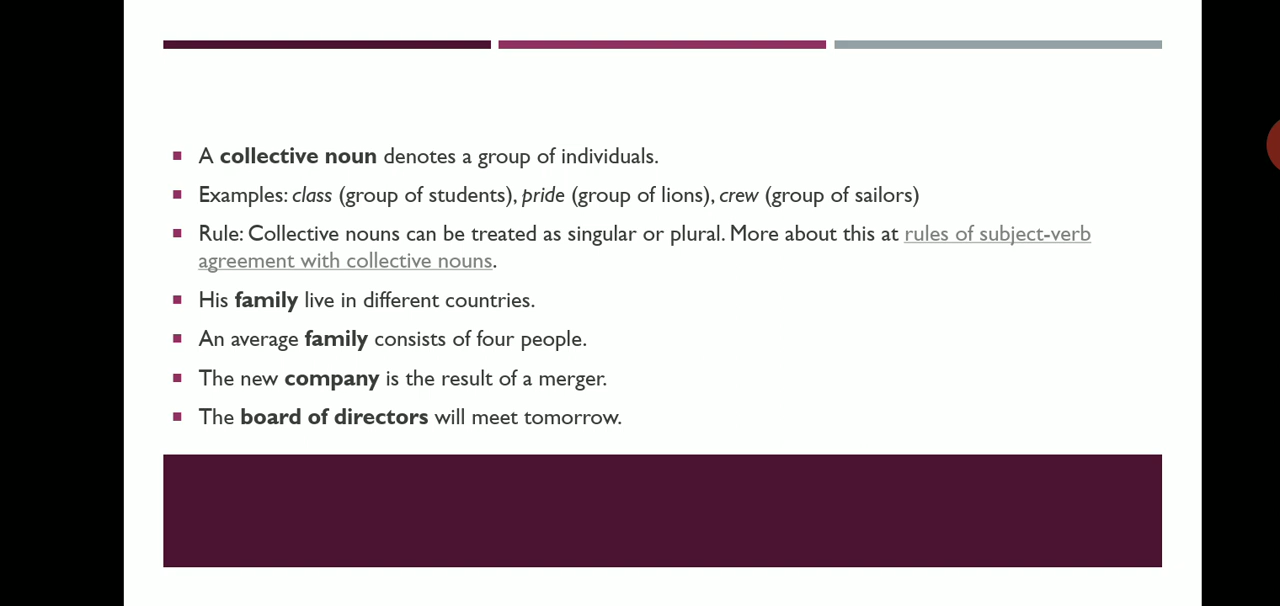 A collective noun denotes a group of individuals.
Examples: class (group of students), pride (group of lions), crew (group of sailors)
Rule: Collective nouns can be treated as singular or plural. More about this at rules of subject-verb
agreement with collective nouns.
His family live in different countries.
An average family consists of four people.
The new company is the result of a merger.
The board of directors will meet tomorrow.